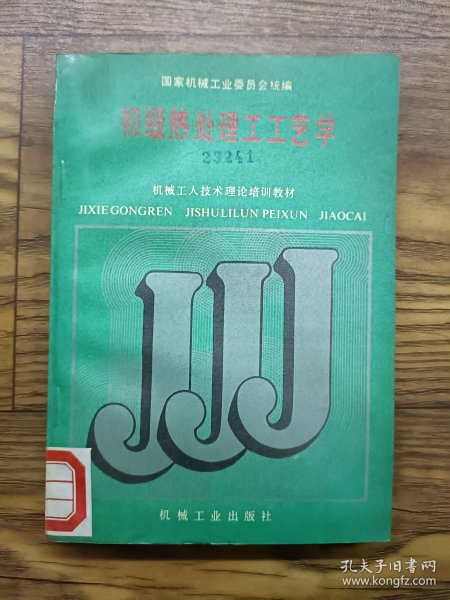 国家机械工业委员会统编
初级热处理工工艺学
23241
机械工人技术理论培训教材
JIXIEGONGREN JISHULILUN PEIXUN JIAOCAI
JJJ
机械工业出版社
孔夫子旧书网
www.kongfz.com